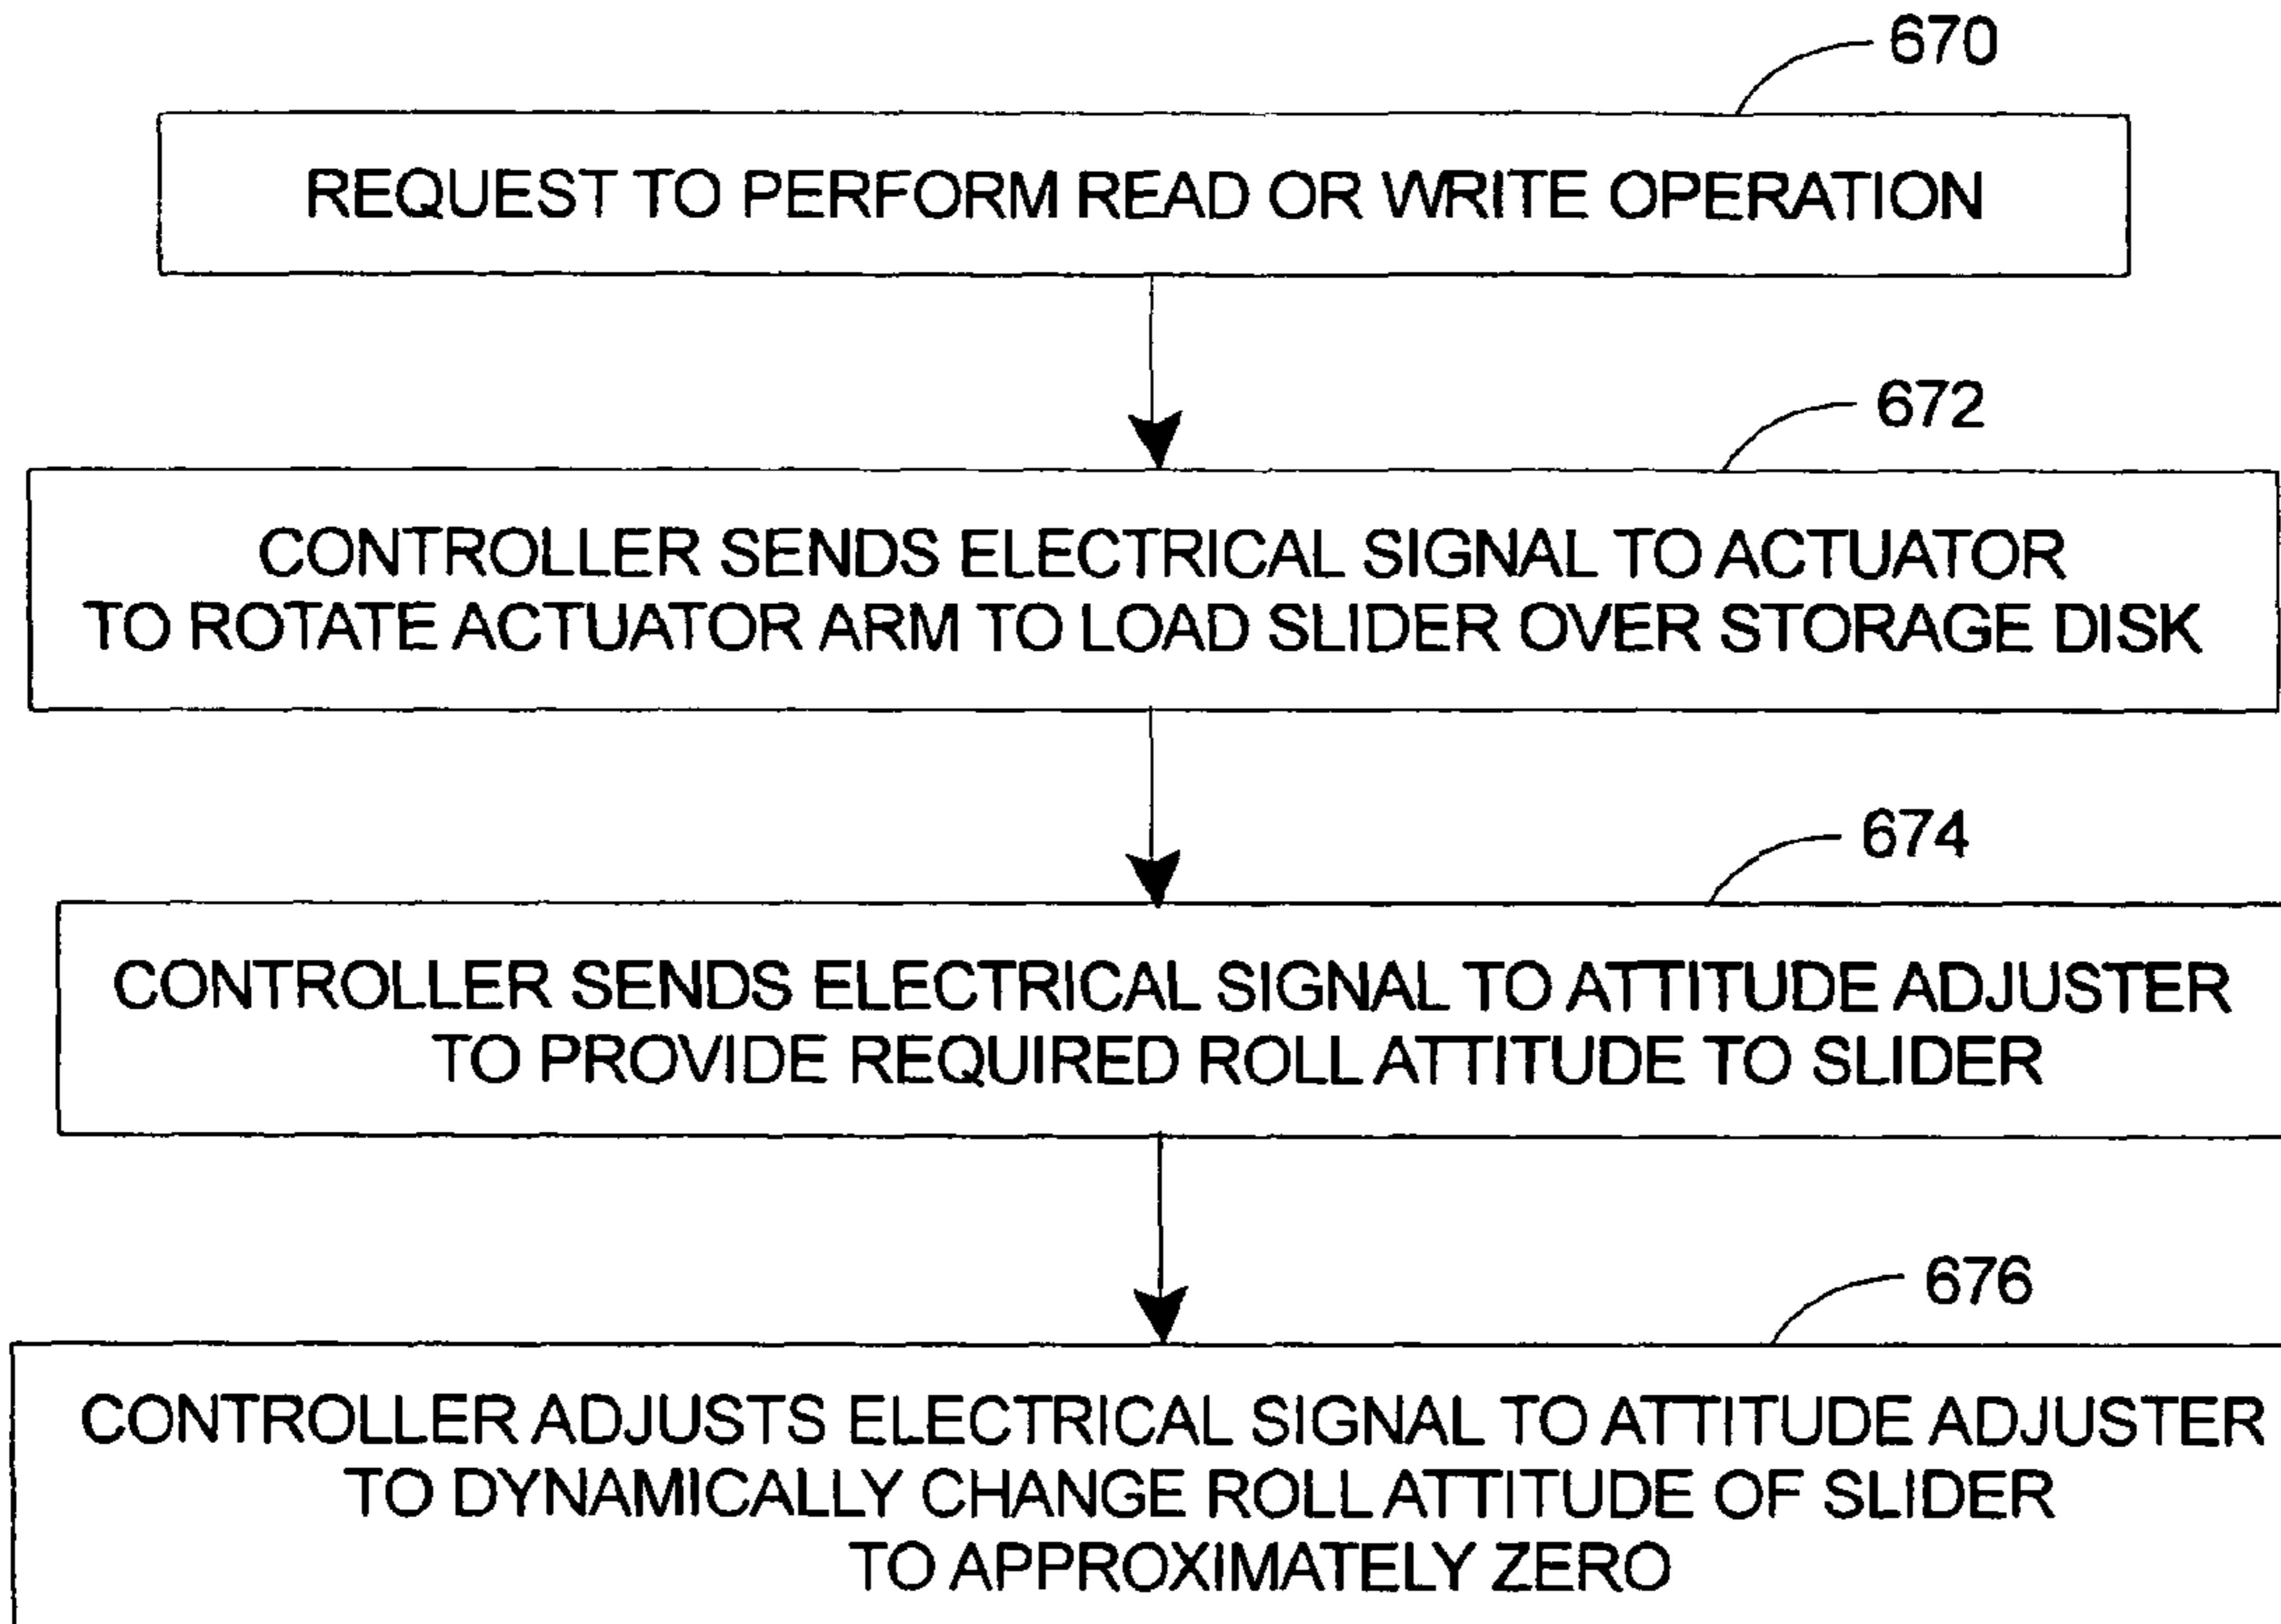 670
REQUEST TO PERFORM READ OR WRITE OPERATION
672
CONTROLLER SENDS ELECTRICAL SIGNAL TO ACTUATOR
TO ROTATE ACTUATOR ARM TO LOAD SLIDER OVER STORAGE DISK
674
CONTROLLER SENDS ELECTRICAL SIGNAL TO ATTITUDE ADJUSTER
TO PROVIDE REQUIRED ROLL ATTITUDE TO SLIDER
676
CONTROLLER ADJUSTS ELECTRICAL SIGNAL TO ATTITUDE ADJUSTER
TO DYNAMICALLY CHANGE ROLL ATTITUDE OF SLIDER
TO APPROXIMATELY ZERO